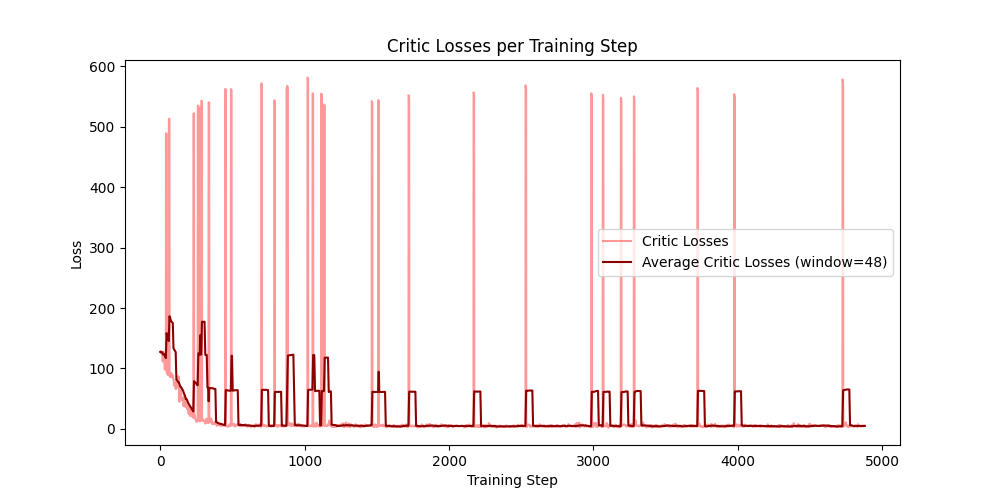 Critic Losses per Training Step
600
500
400
300
200
100
0
Loss
Critic Losses
Average Critic Losses (window=48)
0
1000
2000
3000
4000
5000
Training Step